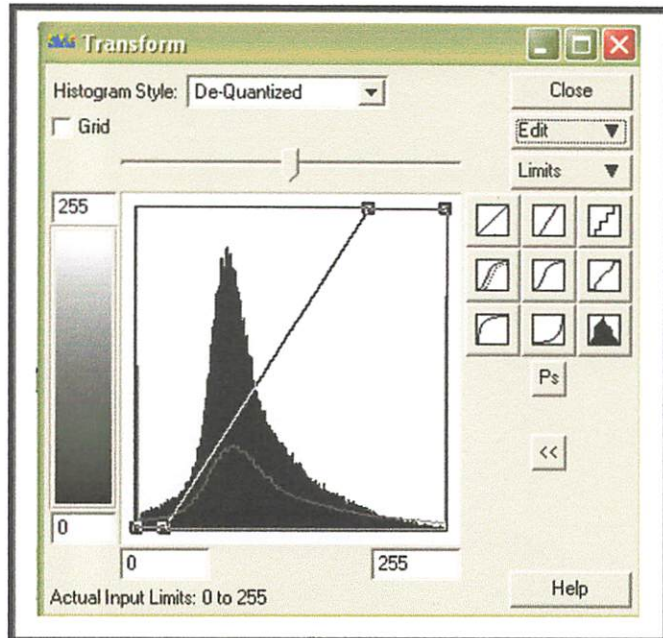 Transform
Histogram Style: De-Quantized
Close
Grid
Edit
Limits
255
Ps
<<
0
0
255
Actual Input Limits: 0 to 255
Help